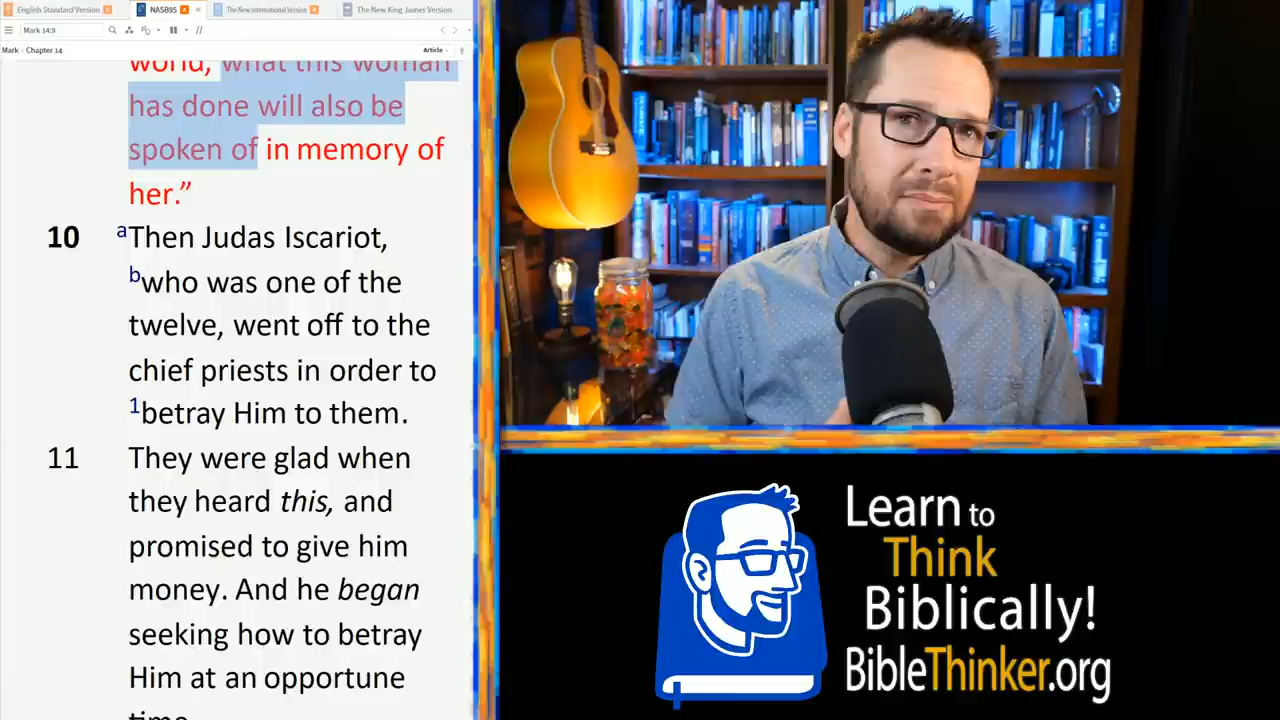 English Standard Version
NASB95
The New International Version
The New King James Version
Mark 14:9
Mark · Chapter 14
Article
world, what this woman
has done will also be
spoken of in memory of
her.”
10 aThen Judas Iscariot,
bwho was one of the
twelve, went off to the
chief priests in order to
1betray Him to them.
11 They were glad when
they heard this, and
promised to give him
money. And he began
seeking how to betray
Him at an opportune
time.
Learn to
Think
Biblically!
BibleThinker.org